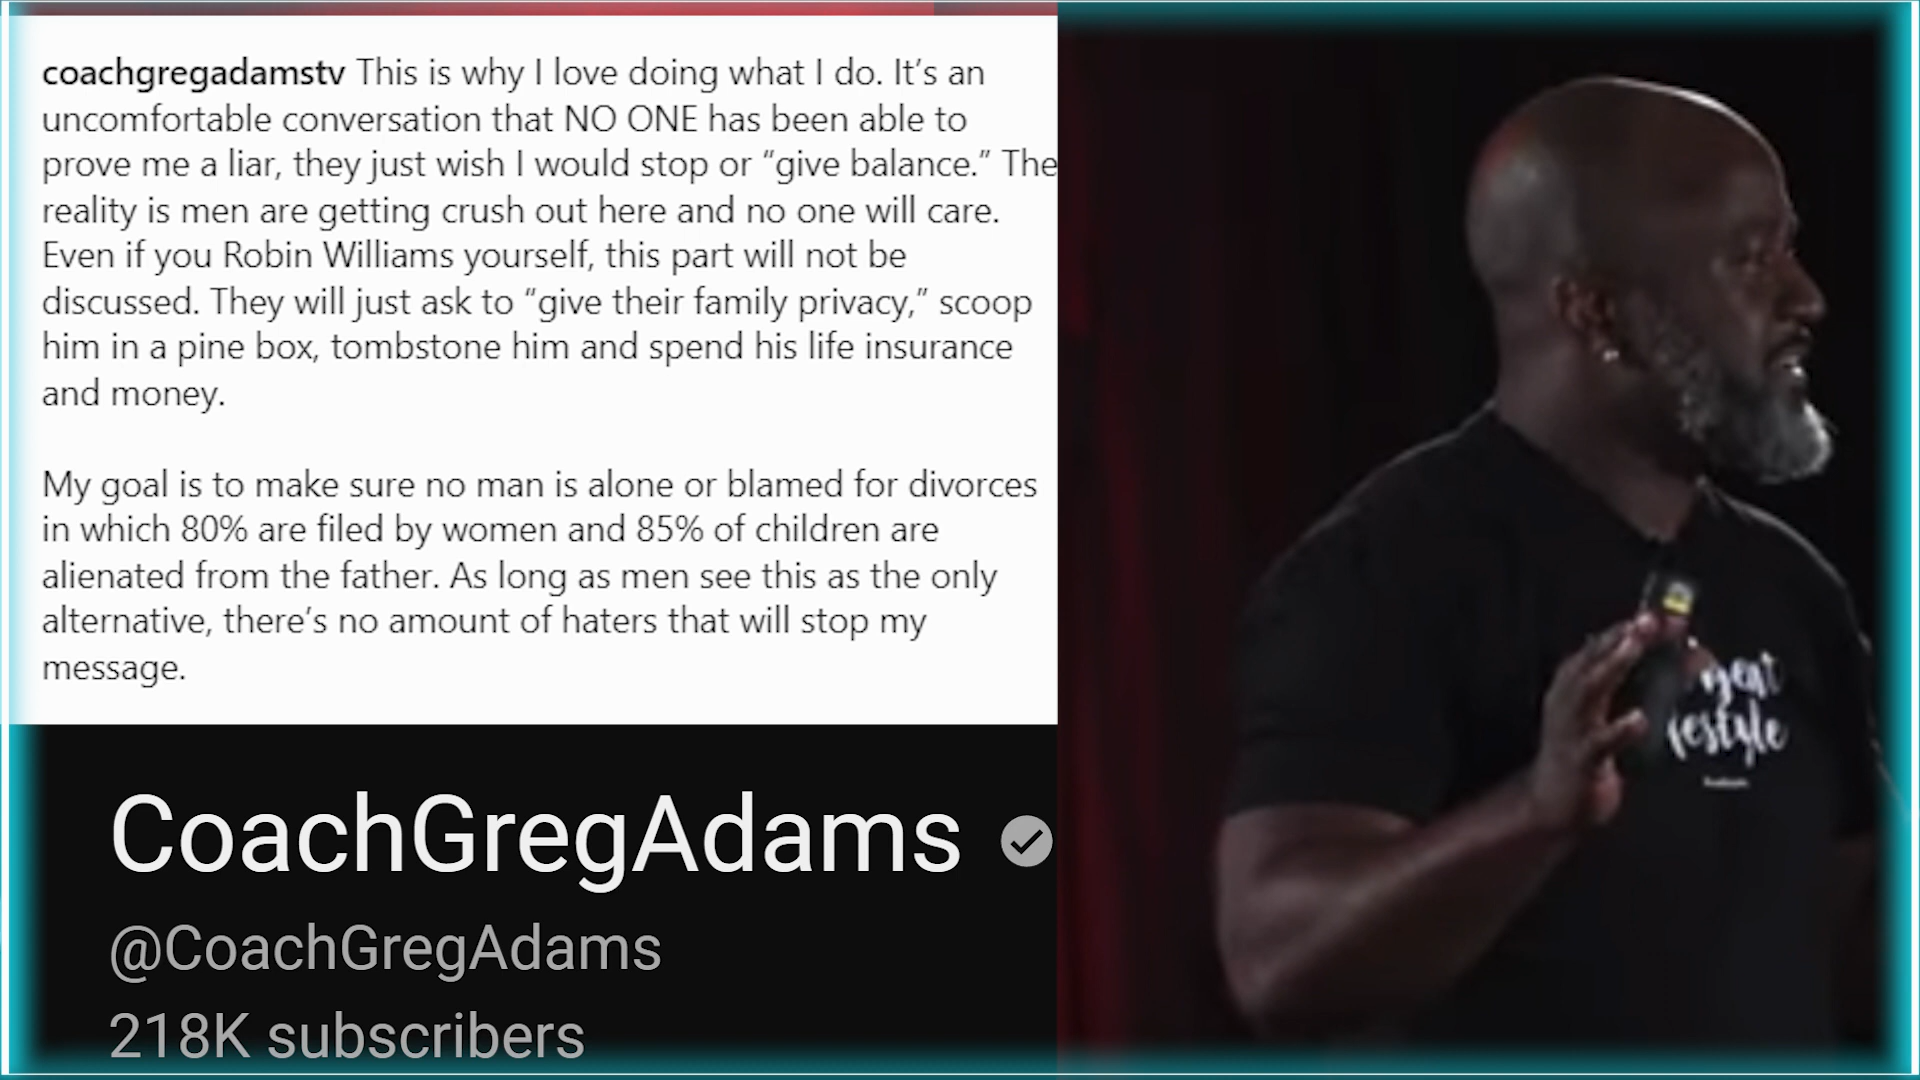 coachgregadamstv This is why I love doing what I do. It’s an
uncomfortable conversation that NO ONE has been able to
prove me a liar, they just wish I would stop or “give balance.” The
reality is men are getting crush out here and no one will care.
Even if you Robin Williams yourself, this part will not be
discussed. They will just ask to “give their family privacy,” scoop
him in a pine box, tombstone him and spend his life insurance
and money.
My goal is to make sure no man is alone or blamed for divorces
in which 80% are filed by women and 85% of children are
alienated from the father. As long as men see this as the only
alternative, there’s no amount of haters that will stop my
message.
CoachGregAdams
@CoachGregAdams
218K subscribers